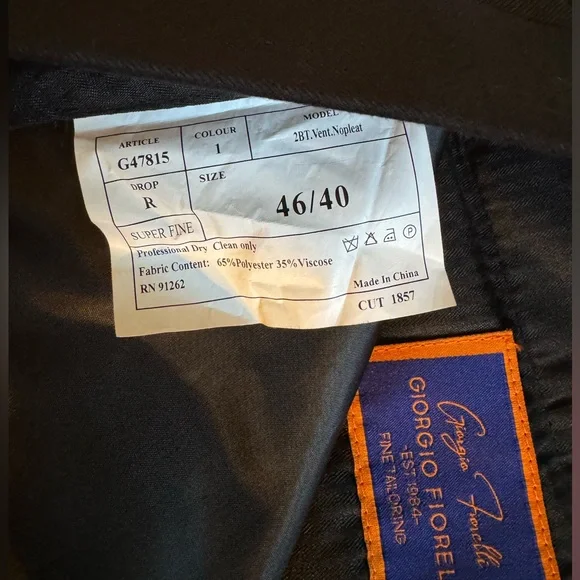 ARTICLE COLOUR MODEL
G47815 1 2BT.Vent.Nopleat
DROP SIZE
R 46/40
SUPER FINE
Professional Dry Clean only
Fabric Content: 65%Polyester 35%Viscose
RN 91262 Made In China
CUT 1857
Giorgio Fiorelli
GIORGIO FIOREL
-EST 1984-
FINE TAILORING